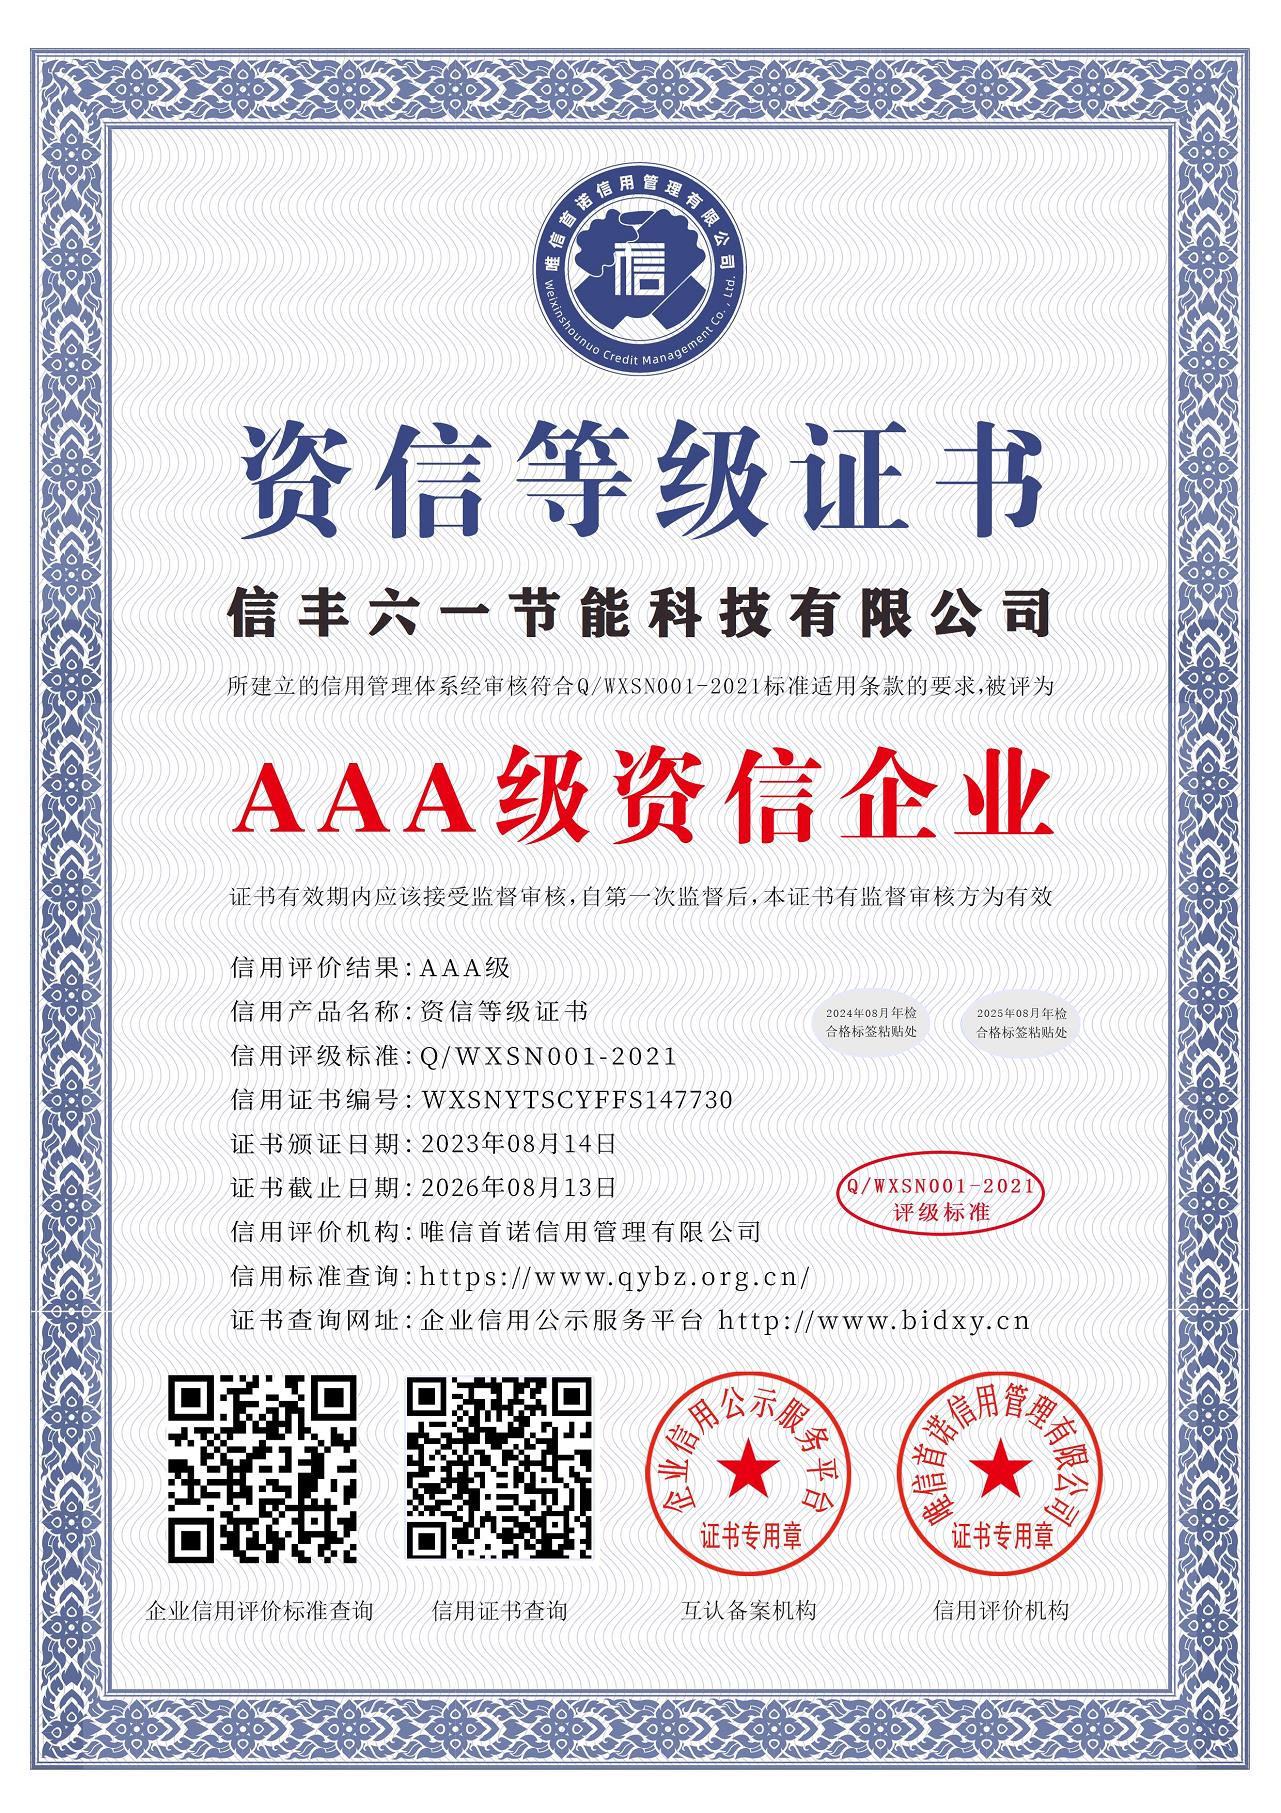 唯信首诺信用管理有限公司
Weixinshounuo Credit Management Co., Ltd.
信
资信等级证书
信丰六一节能科技有限公司
所建立的信用管理体系经审核符合Q/WXSN001-2021标准适用条款的要求,被评为
AAA级资信企业
证书有效期内应该接受监督审核,自第一次监督后,本证书有监督审核方为有效
信用评价结果:AAA级
信用产品名称:资信等级证书
信用评级标准:Q/WXSN001-2021
信用证书编号:WXSNYTSCYFFS147730
证书颁证日期:2023年08月14日
证书截止日期:2026年08月13日
信用评价机构:唯信首诺信用管理有限公司
信用标准查询:https://www.qybz.org.cn/
证书查询网址:企业信用公示服务平台 http://www.bidxy.cn
2024年08月年检
合格标签粘贴处
2025年08月年检
合格标签粘贴处
Q/WXSN001-2021
评级标准
企业信用公示服务平台
证书专用章
唯信首诺信用管理有限公司
证书专用章
企业信用评价标准查询
信用证书查询
互认备案机构
信用评价机构